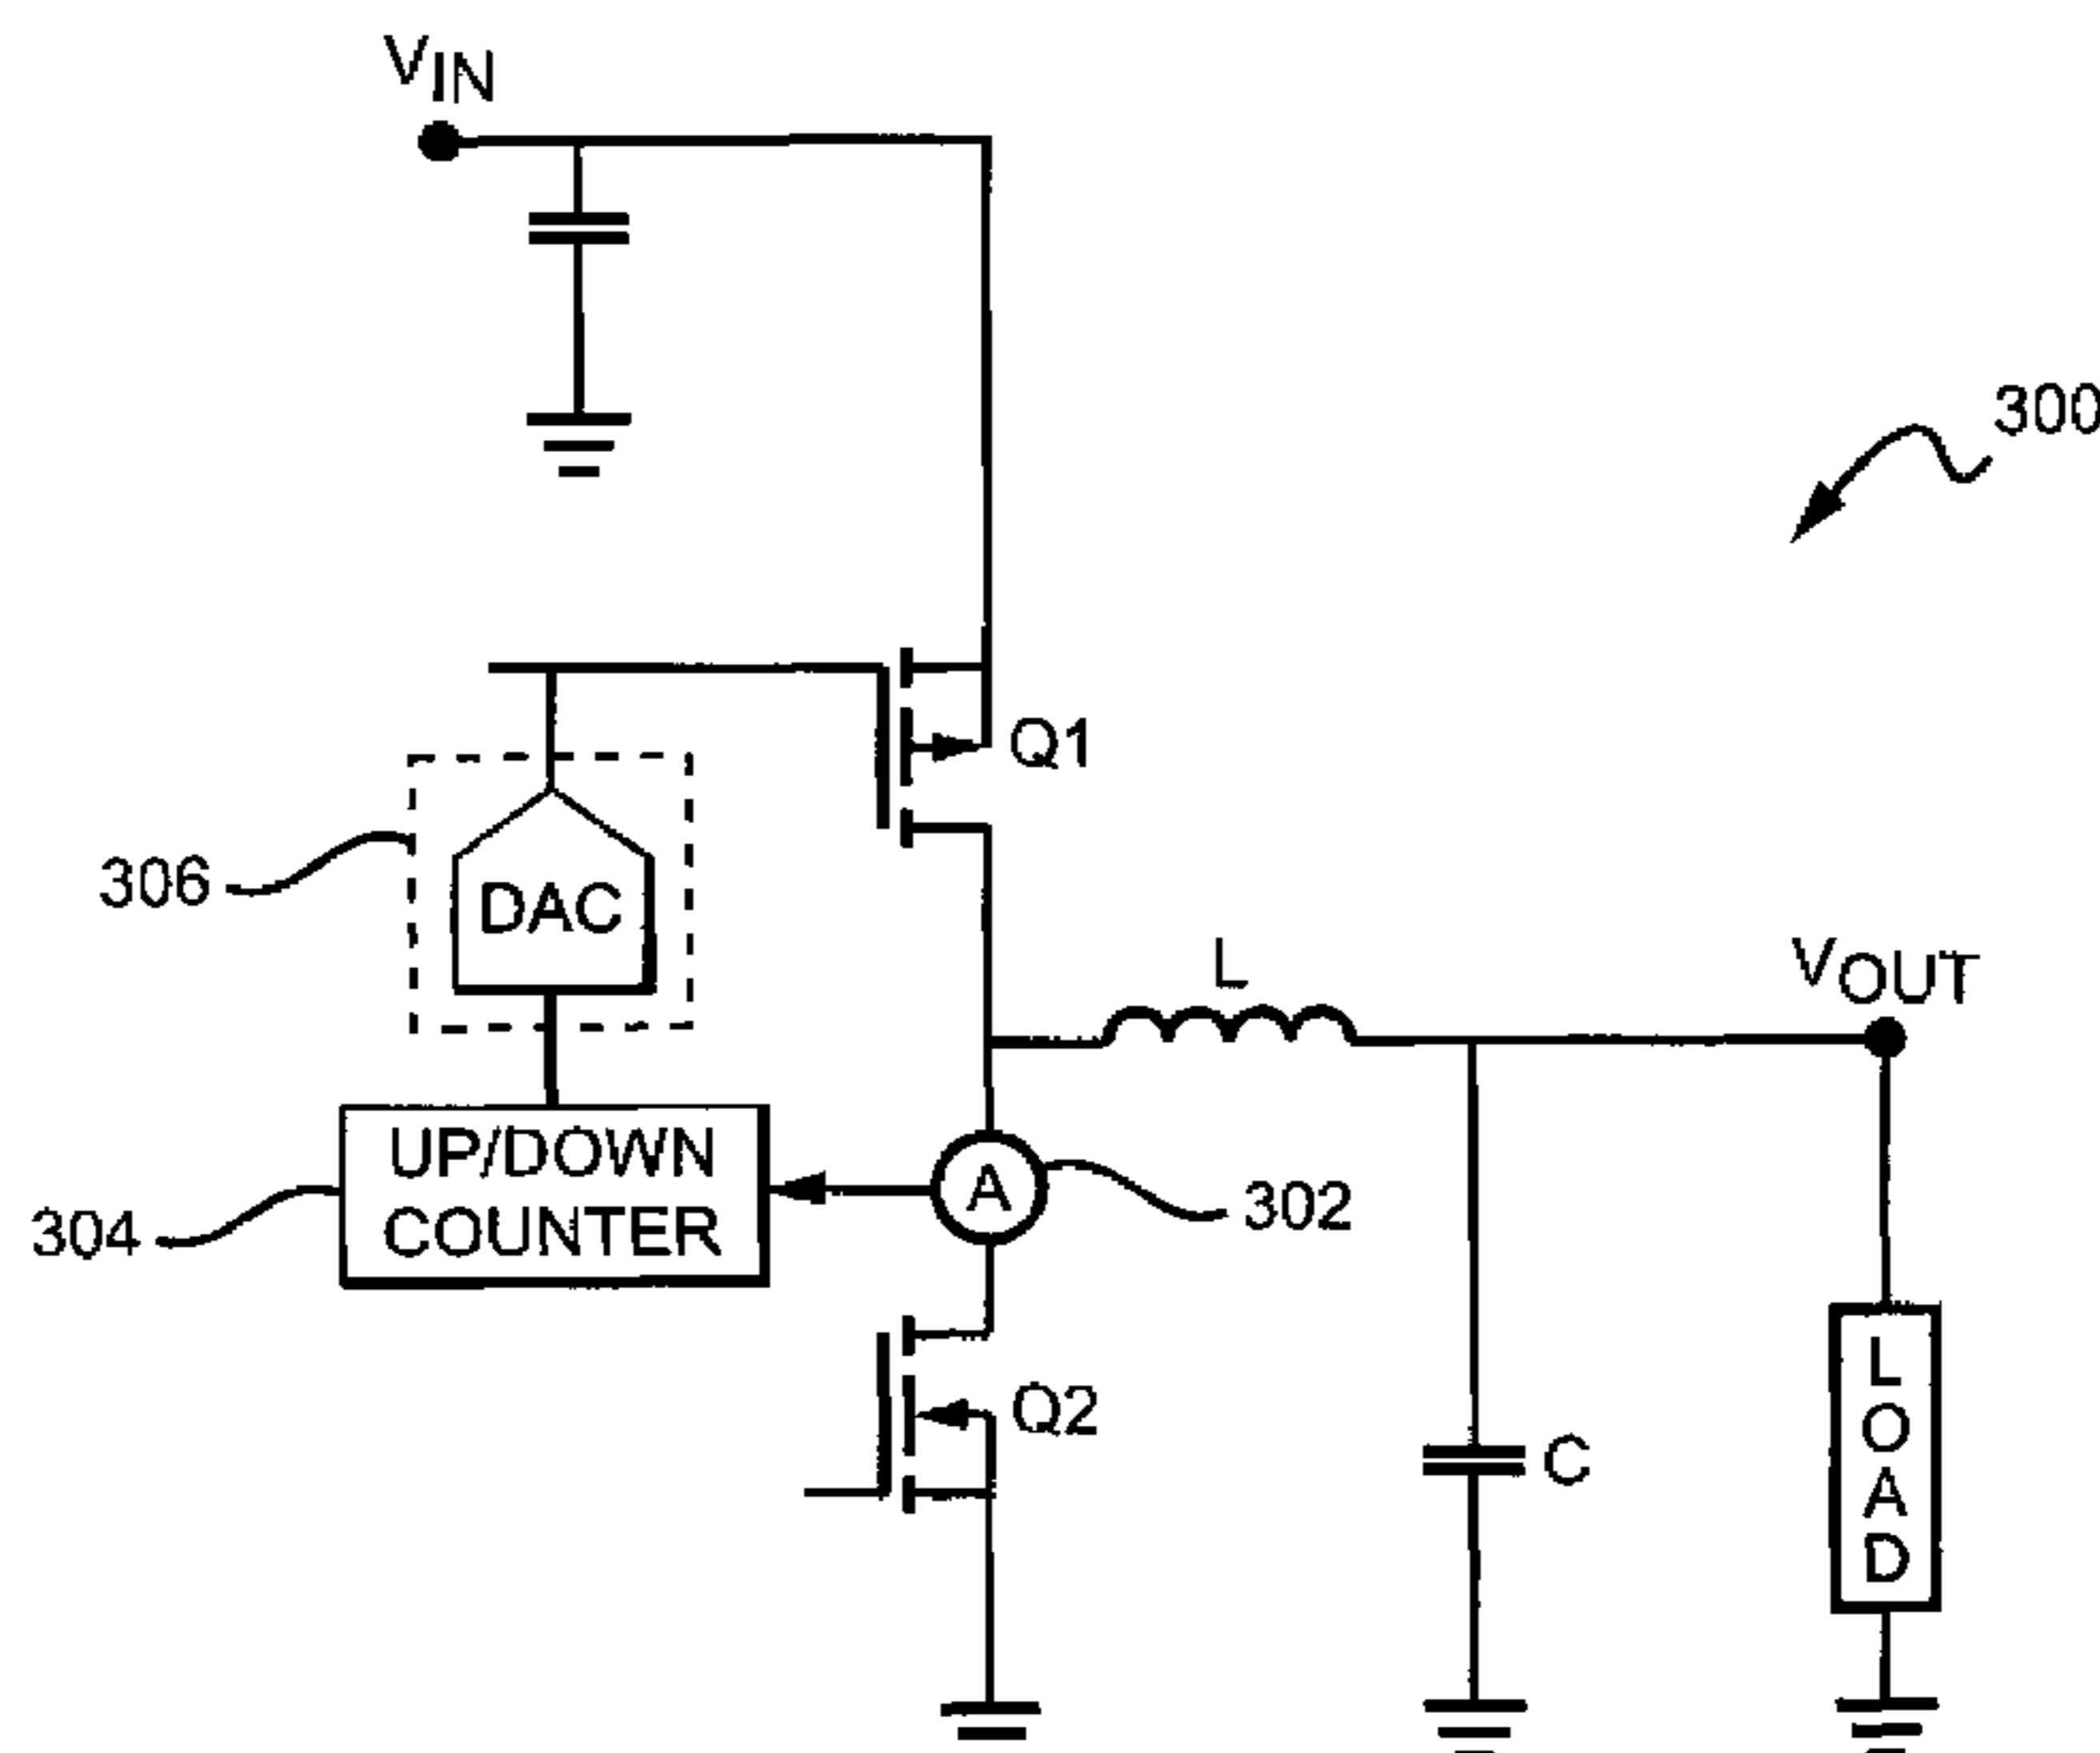 VIN
300
Q1
306
DAC
L
VOUT
UP/DOWN
COUNTER
A
302
304
Q2
C
LOAD